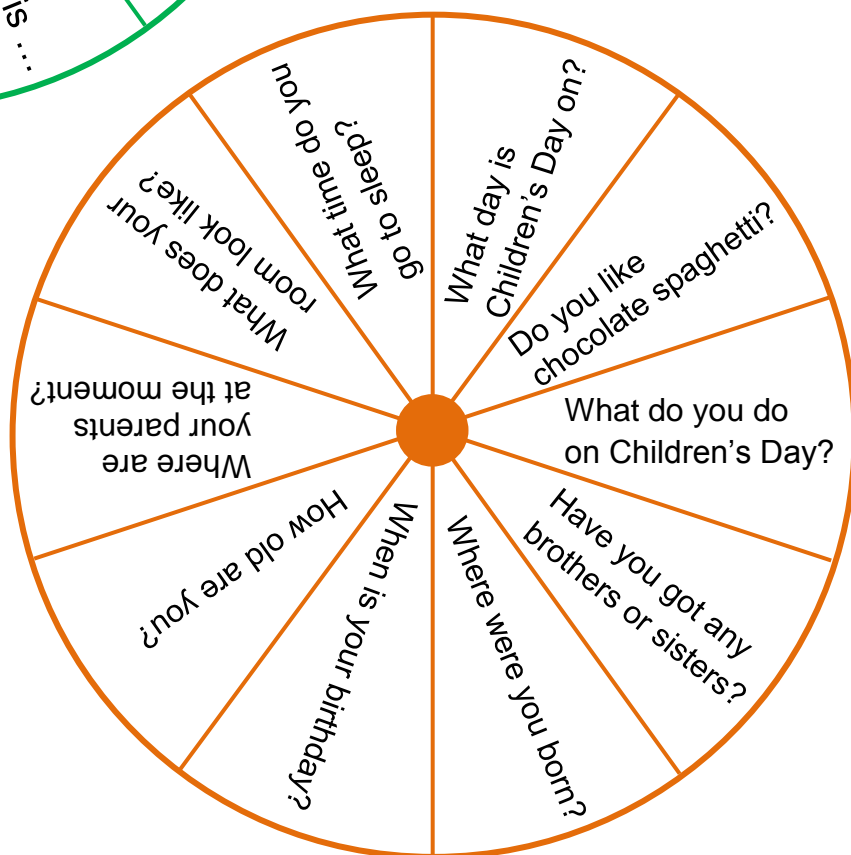 is ...
What day is
Children’s Day on?
Do you like
chocolate spaghetti?
What do you do
on Children’s Day?
Have you got any
brothers or sisters?
Where were you born?
When is your birthday?
How old are you?
Where are
your parents
at the moment?
What does your
room look like?
What time do you
go to sleep?